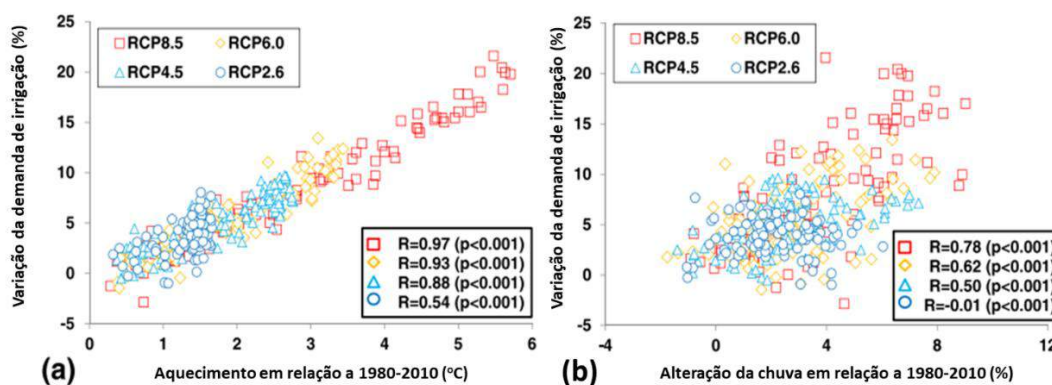 Variação da demanda de irrigação (%)
25
20
15
10
5
0
-5
RCP8.5
RCP6.0
RCP4.5
RCP2.6
R=0.97 (p<0.001)
R=0.93 (p<0.001)
R=0.88 (p<0.001)
R=0.54 (p<0.001)
0 1 2 3 4 5 6
(a) Aquecimento em relação a 1980-2010 (°C)
Variação da demanda de irrigação (%)
25
20
15
10
5
0
-5
RCP8.5
RCP6.0
RCP4.5
RCP2.6
R=0.78 (p<0.001)
R=0.62 (p<0.001)
R=0.50 (p<0.001)
R=-0.01 (p<0.001)
-4 0 4 8 12
(b) Alteração da chuva em relação a 1980-2010 (%)